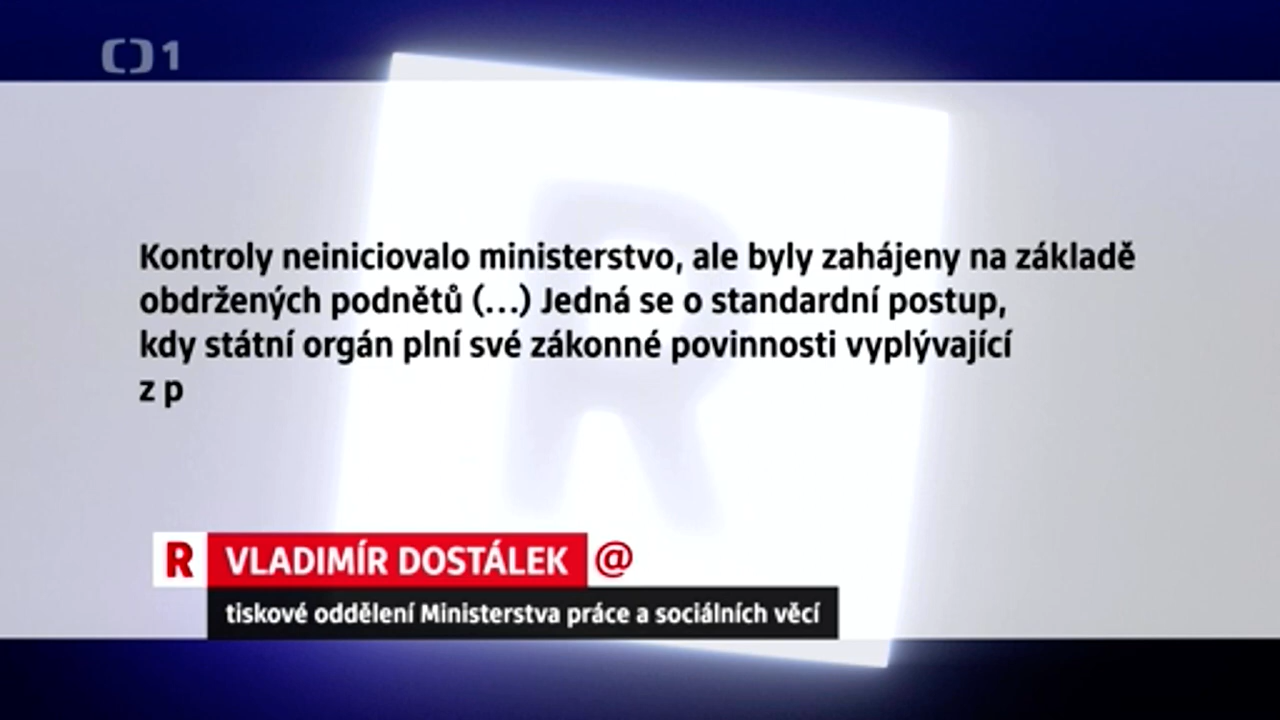 1
Kontroly neiniciovalo ministerstvo, ale byly zahájeny na základě
obdržených podnětů (...) Jedná se o standardní postup,
kdy státní orgán plní své zákonné povinnosti vyplývající
z p
R VLADIMÍR DOSTÁLEK @
tiskové oddělení Ministerstva práce a sociálních věcí